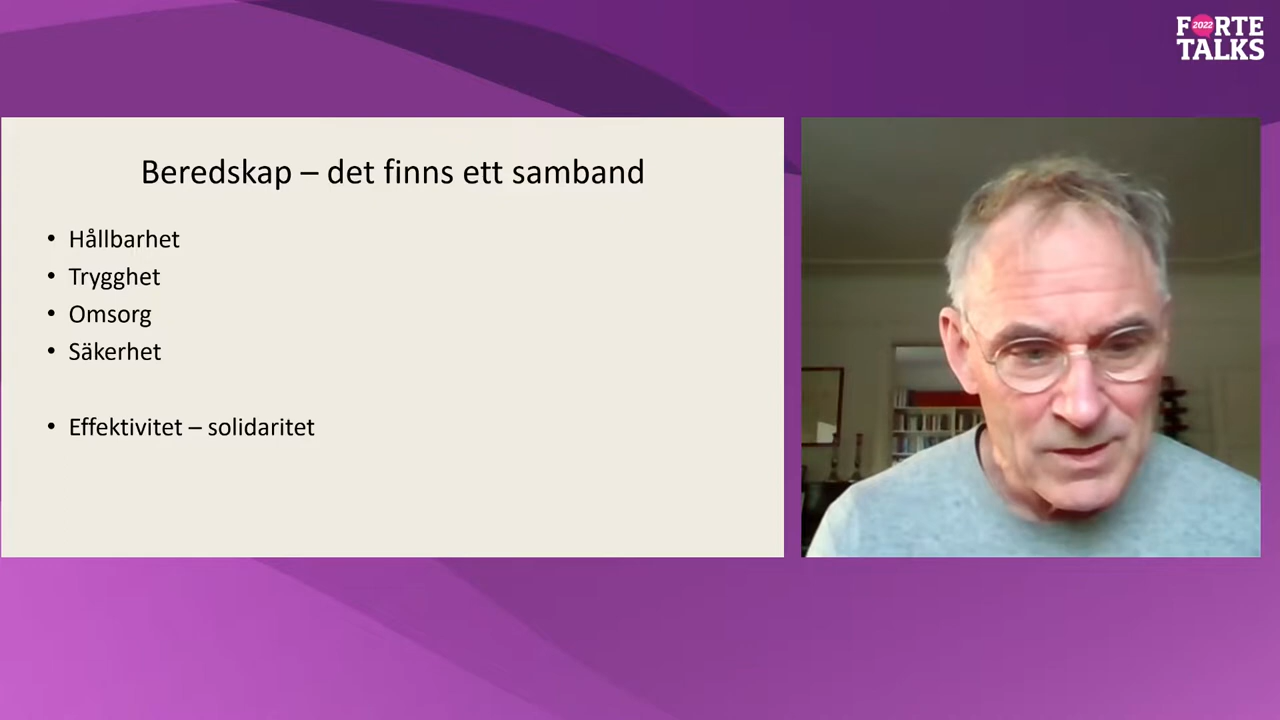 FORTE
2022
TALKS
Beredskap – det finns ett samband
• Hållbarhet
• Trygghet
• Omsorg
• Säkerhet
• Effektivitet – solidaritet